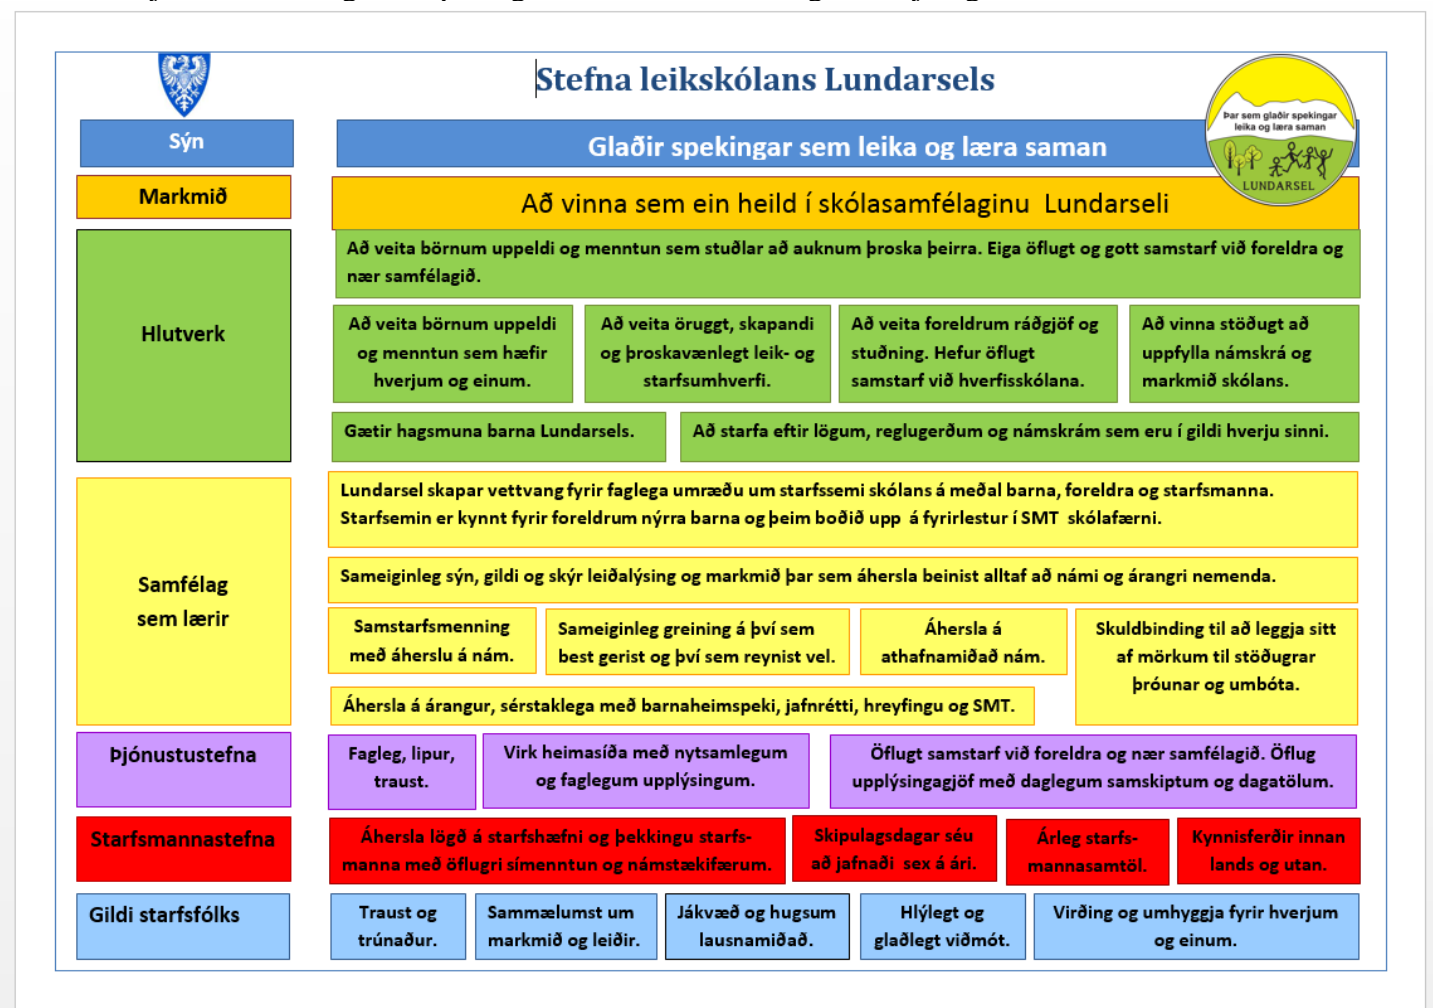 Stefna leikskólans Lundarsels
Þar sem glaðir spekingar
leika og læra saman
LUNDARSEL
Sýn
Glaðir spekingar sem leika og læra saman
Markmið
Að vinna sem ein heild í skólasamfélaginu Lundarseli
Hlutverk
Að veita börnum uppeldi og menntun sem stuðlar að auknum þroska þeirra. Eiga öflugt og gott samstarf við foreldra og
nær samfélagið.
Að veita börnum uppeldi
og menntun sem hæfir
hverjum og einum.
Að veita öruggt, skapandi
og þroskavænlegt leik- og
starfsumhverfi.
Að veita foreldrum ráðgjöf og
stuðning. Hefur öflugt
samstarf við hverfisskólana.
Að vinna stöðugt að
uppfylla námskrá og
markmið skólans.
Gætir hagsmuna barna Lundarsels.
Að starfa eftir lögum, reglugerðum og námskrám sem eru í gildi hverju sinni.
Samfélag
sem lærir
Lundarsel skapar vettvang fyrir faglega umræðu um starfssemi skólans á meðal barna, foreldra og starfsmanna.
Starfsemin er kynnt fyrir foreldrum nýrra barna og þeim boðið upp á fyrirlestur í SMT skólafærni.
Sameiginleg sýn, gildi og skýr leiðalýsing og markmið þar sem áhersla beinist alltaf að námi og árangri nemenda.
Samstarfsmenning
með áherslu á nám.
Sameiginleg greining á því sem
best gerist og því sem reynist vel.
Áhersla á
athafnamiðað nám.
Skuldbinding til að leggja sitt
af mörkum til stöðugrar
þróunar og umbóta.
Áhersla á árangur, sérstaklega með barnaheimspeki, jafnrétti, hreyfingu og SMT.
Þjónustustefna
Fagleg, lipur,
traust.
Virk heimasíða með nytsamlegum
og faglegum upplýsingum.
Öflugt samstarf við foreldra og nær samfélagið. Öflug
upplýsingagjöf með daglegum samskiptum og dagatölum.
Starfsmannastefna
Áhersla lögð á starfshæfni og þekkingu starfs-
manna með öflugri símenntun og námstækifærum.
Skipulagsdagar séu
að jafnaði sex á ári.
Árleg starfs-
mannasamtöl.
Kynnisferðir innan
lands og utan.
Gildi starfsfólks
Traust og
trúnaður.
Sammælumst um
markmið og leiðir.
Jákvæð og hugsum
lausnamiðað.
Hlýlegt og
glaðlegt viðmót.
Virðing og umhyggja fyrir hverjum
og einum.